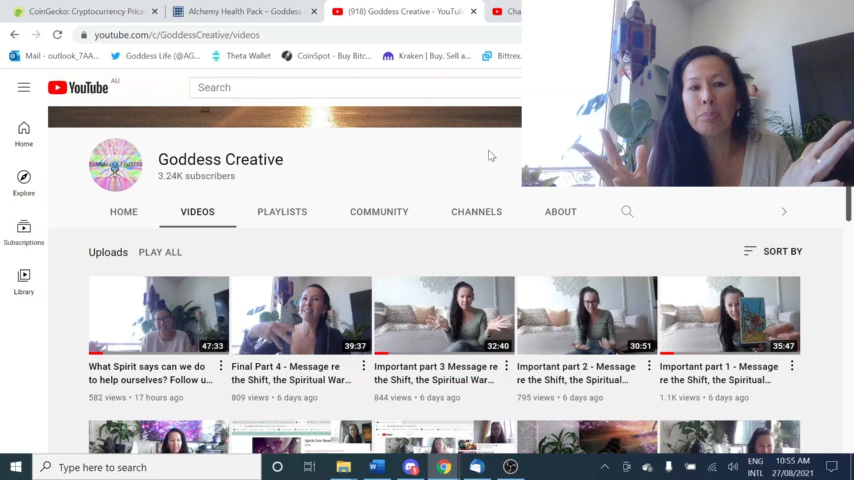 CoinGecko: Cryptocurrency Price
Alchemy Health Pack – Goddess
(918) Goddess Creative - YouTub
Cha
youtube.com/c/GoddessCreative/videos
Mail - outlook_7AA...
Goddess Life (@AG...
Theta Wallet
CoinSpot - Buy Bitc...
Kraken | Buy, Sell a...
Bittrex.
YouTube
AU
Search
Home
Explore
Subscriptions
Library
Goddess Creative
3.24K subscribers
HOME
VIDEOS
PLAYLISTS
COMMUNITY
CHANNELS
ABOUT
Uploads
PLAY ALL
SORT BY
47:33
39:37
32:40
30:51
35:47
What Spirit says can we do
to help ourselves? Follow u...
582 views • 17 hours ago
Final Part 4 - Message re
the Shift, the Spiritual War...
809 views • 6 days ago
Important part 3 Message re
the Shift, the Spiritual War...
844 views • 6 days ago
Important part 2 - Message
re the Shift, the Spiritual...
795 views • 6 days ago
Important part 1 - Message
re the Shift, the Spiritual...
1.1K views • 6 days ago
Type here to search
ENG
INTL
10:55 AM
27/08/2021